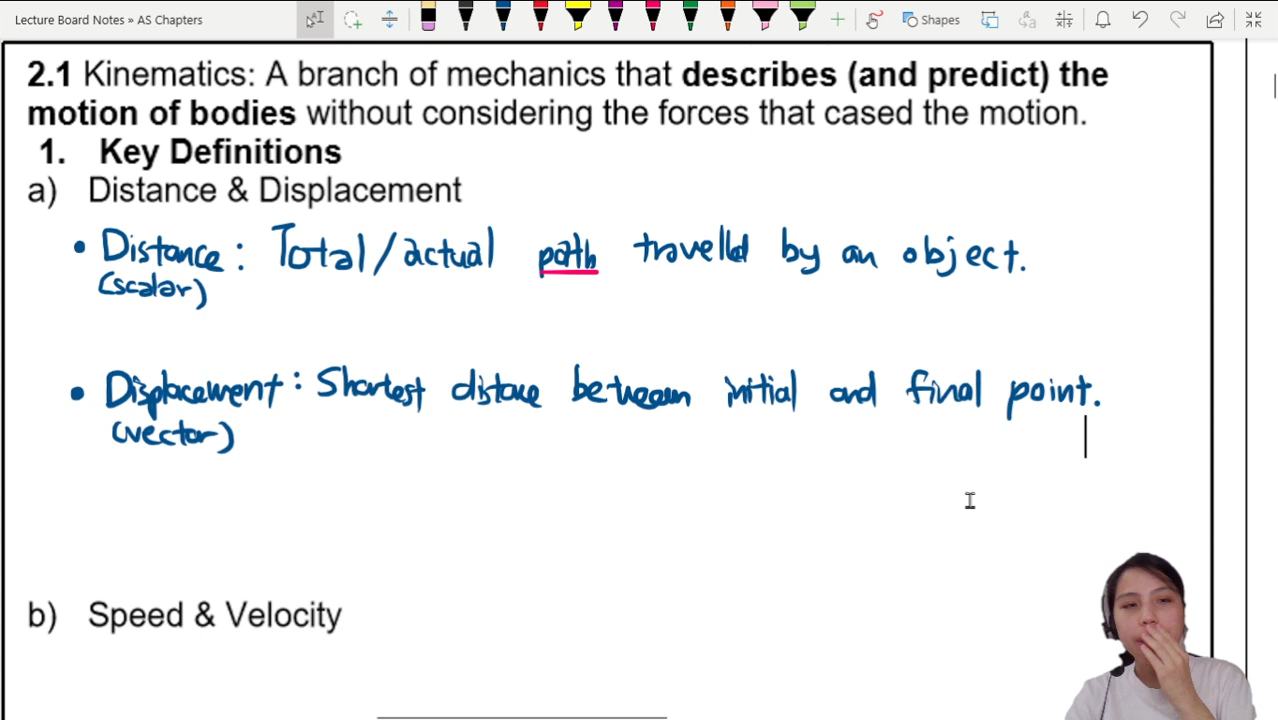 Lecture Board Notes » AS Chapters
Shapes
2.1 Kinematics: A branch of mechanics that describes (and predict) the
motion of bodies without considering the forces that cased the motion.
1. Key Definitions
a) Distance & Displacement
• Distance: Total/actual path travelled by an object.
(scalar)
• Displacement: Shortest distance between initial and final point.
(vector)
b) Speed & Velocity